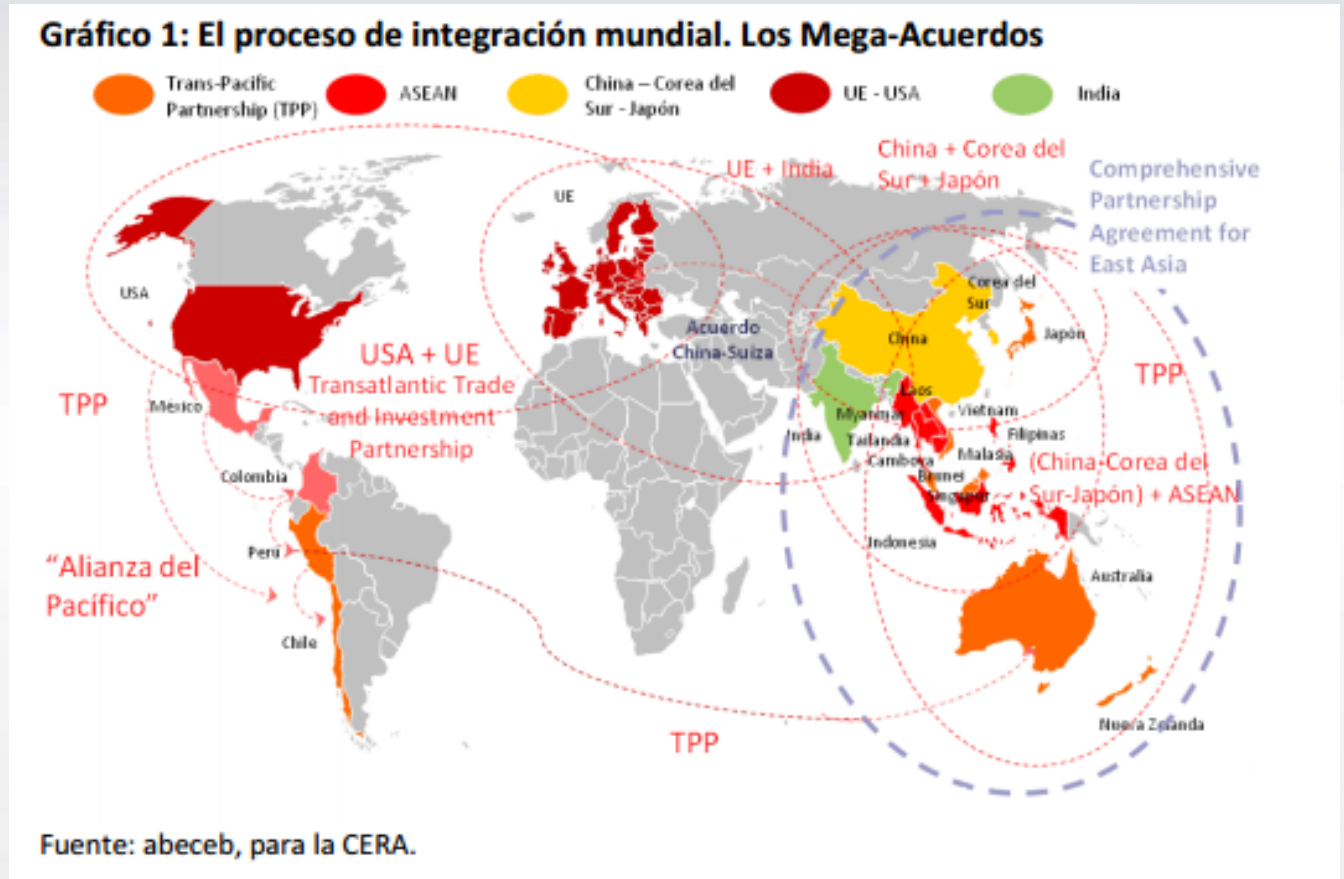 Gráfico 1: El proceso de integración mundial. Los Mega-Acuerdos
Trans-Pacific
Partnership (TPP)
ASEAN
China – Corea del
Sur - Japón
UE - USA
India
UE
UE + India
China + Corea del
Sur + Japón
Comprehensive
Partnership
Agreement for
East Asia
USA
Corea del
Sur
Acuerdo
China-Suiza
China
Japón
USA + UE
Transatlantic Trade
and Investment
Partnership
TPP
TPP
México
Laos
Myanmar
Vietnam
India
Tailandia
Filipinas
Camboya
Malasia
(China-Corea del
Sur-Japón) + ASEAN
Colombia
Brunei
Singapur
Perú
Indonesia
"Alianza del
Pacífico"
Australia
Chile
Nueva Zelanda
TPP
Fuente: abeceb, para la CERA.